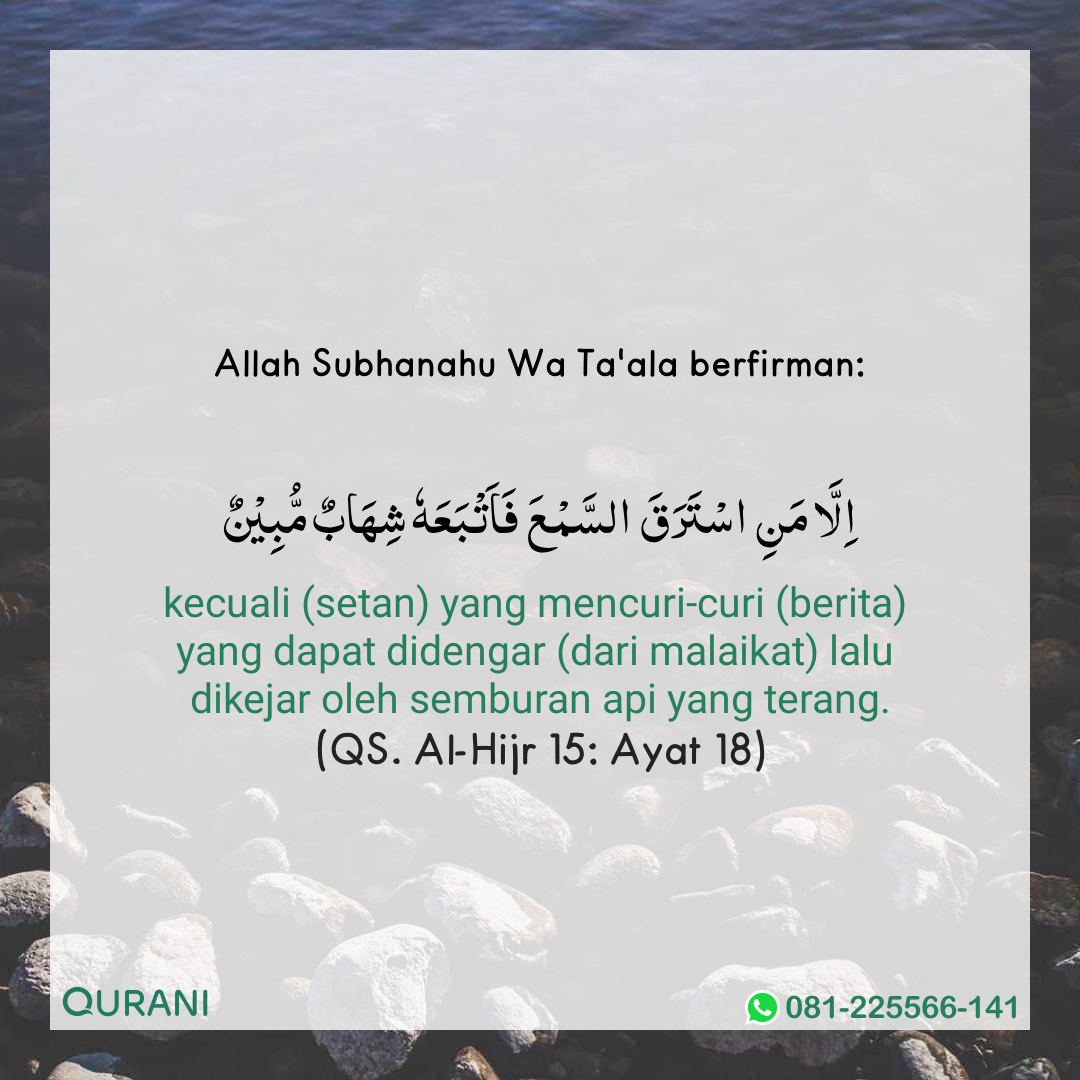 Allah Subhanahu Wa Ta'ala berfirman:
اِلَّا مَنِ اسْتَرَقَ السَّمْعَ فَاَتْبَعَهٗ شِهَابٌ مُّبِيْنٌ
kecuali (setan) yang mencuri-curi (berita)
yang dapat didengar (dari malaikat) lalu
dikejar oleh semburan api yang terang.
(QS. Al-Hijr 15: Ayat 18)
QURANI
081-225566-141